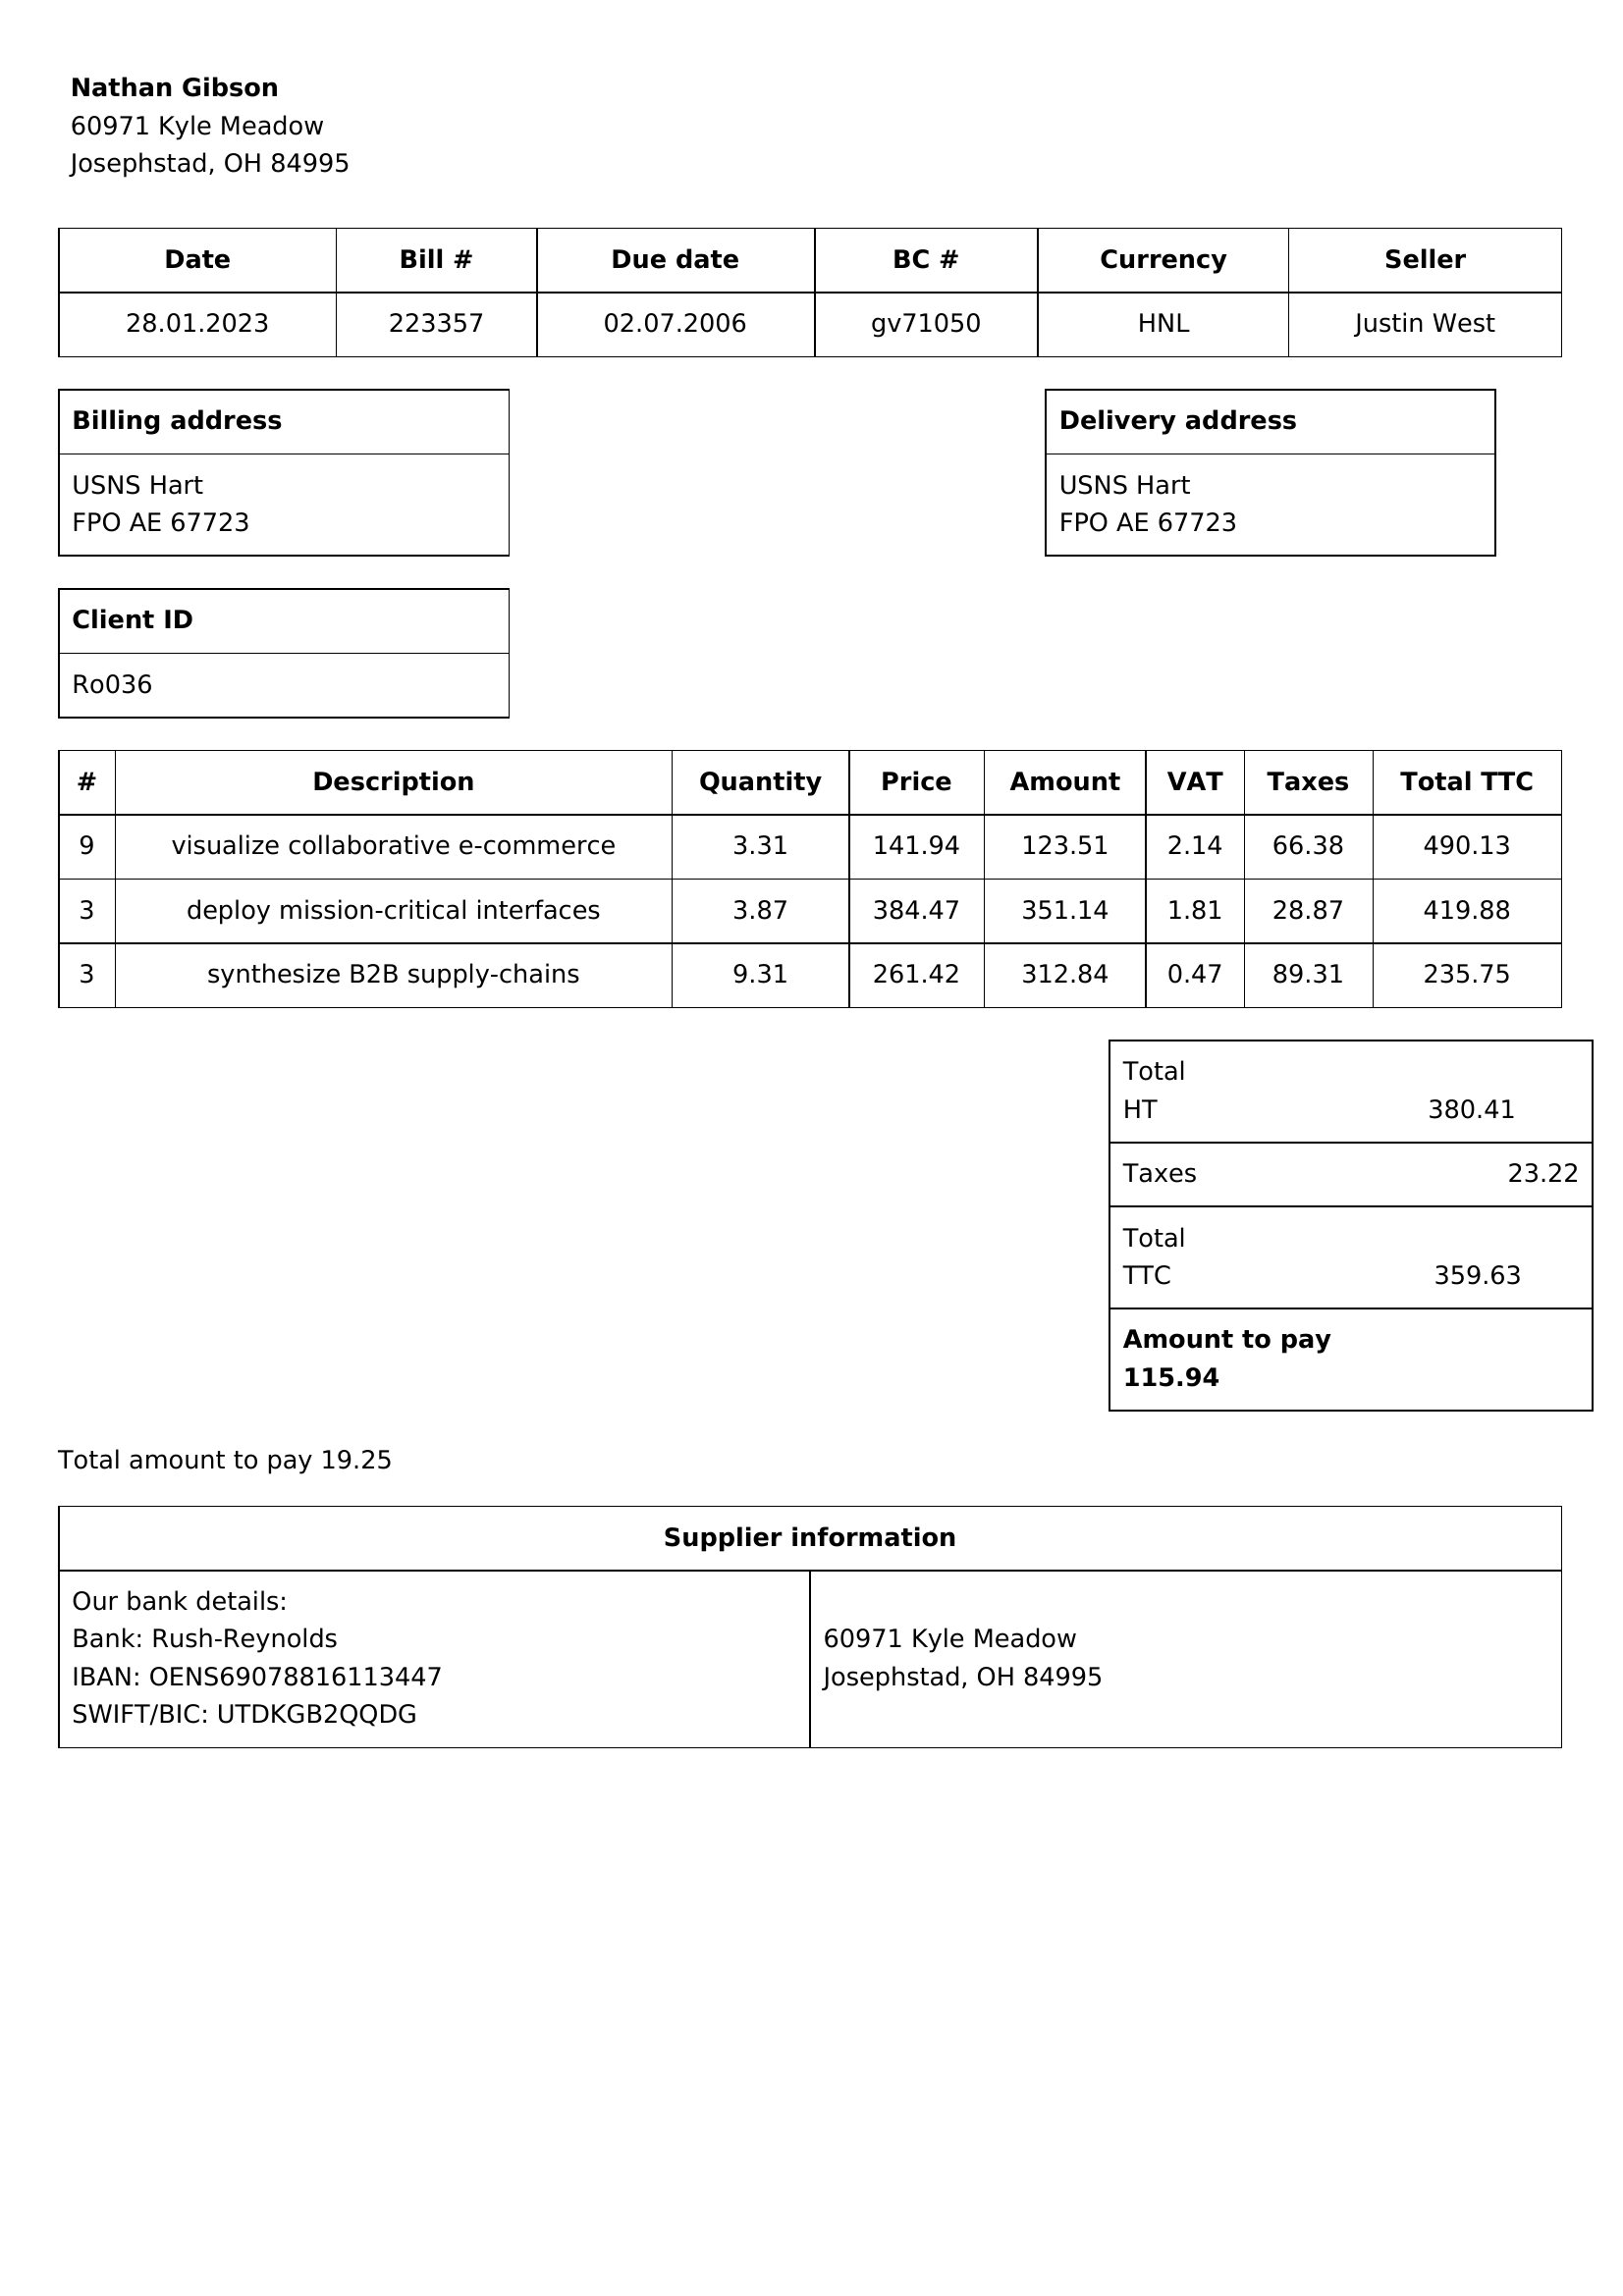 Nathan Gibson
60971 Kyle Meadow
Josephstad, OH 84995
Date Bill # Due date BC # Currency Seller
28.01.2023 223357 02.07.2006 gv71050 HNL Justin West
Billing address
USNS Hart
FPO AE 67723
Delivery address
USNS Hart
FPO AE 67723
Client ID
Ro036
# Description Quantity Price Amount VAT Taxes Total TTC
9 visualize collaborative e-commerce 3.31 141.94 123.51 2.14 66.38 490.13
3 deploy mission-critical interfaces 3.87 384.47 351.14 1.81 28.87 419.88
3 synthesize B2B supply-chains 9.31 261.42 312.84 0.47 89.31 235.75
Total
HT 380.41
Taxes 23.22
Total
TTC 359.63
Amount to pay
115.94
Total amount to pay 19.25
Supplier information
Our bank details:
Bank: Rush-Reynolds
IBAN: OENS69078816113447
SWIFT/BIC: UTDKGB2QQDG
60971 Kyle Meadow
Josephstad, OH 84995